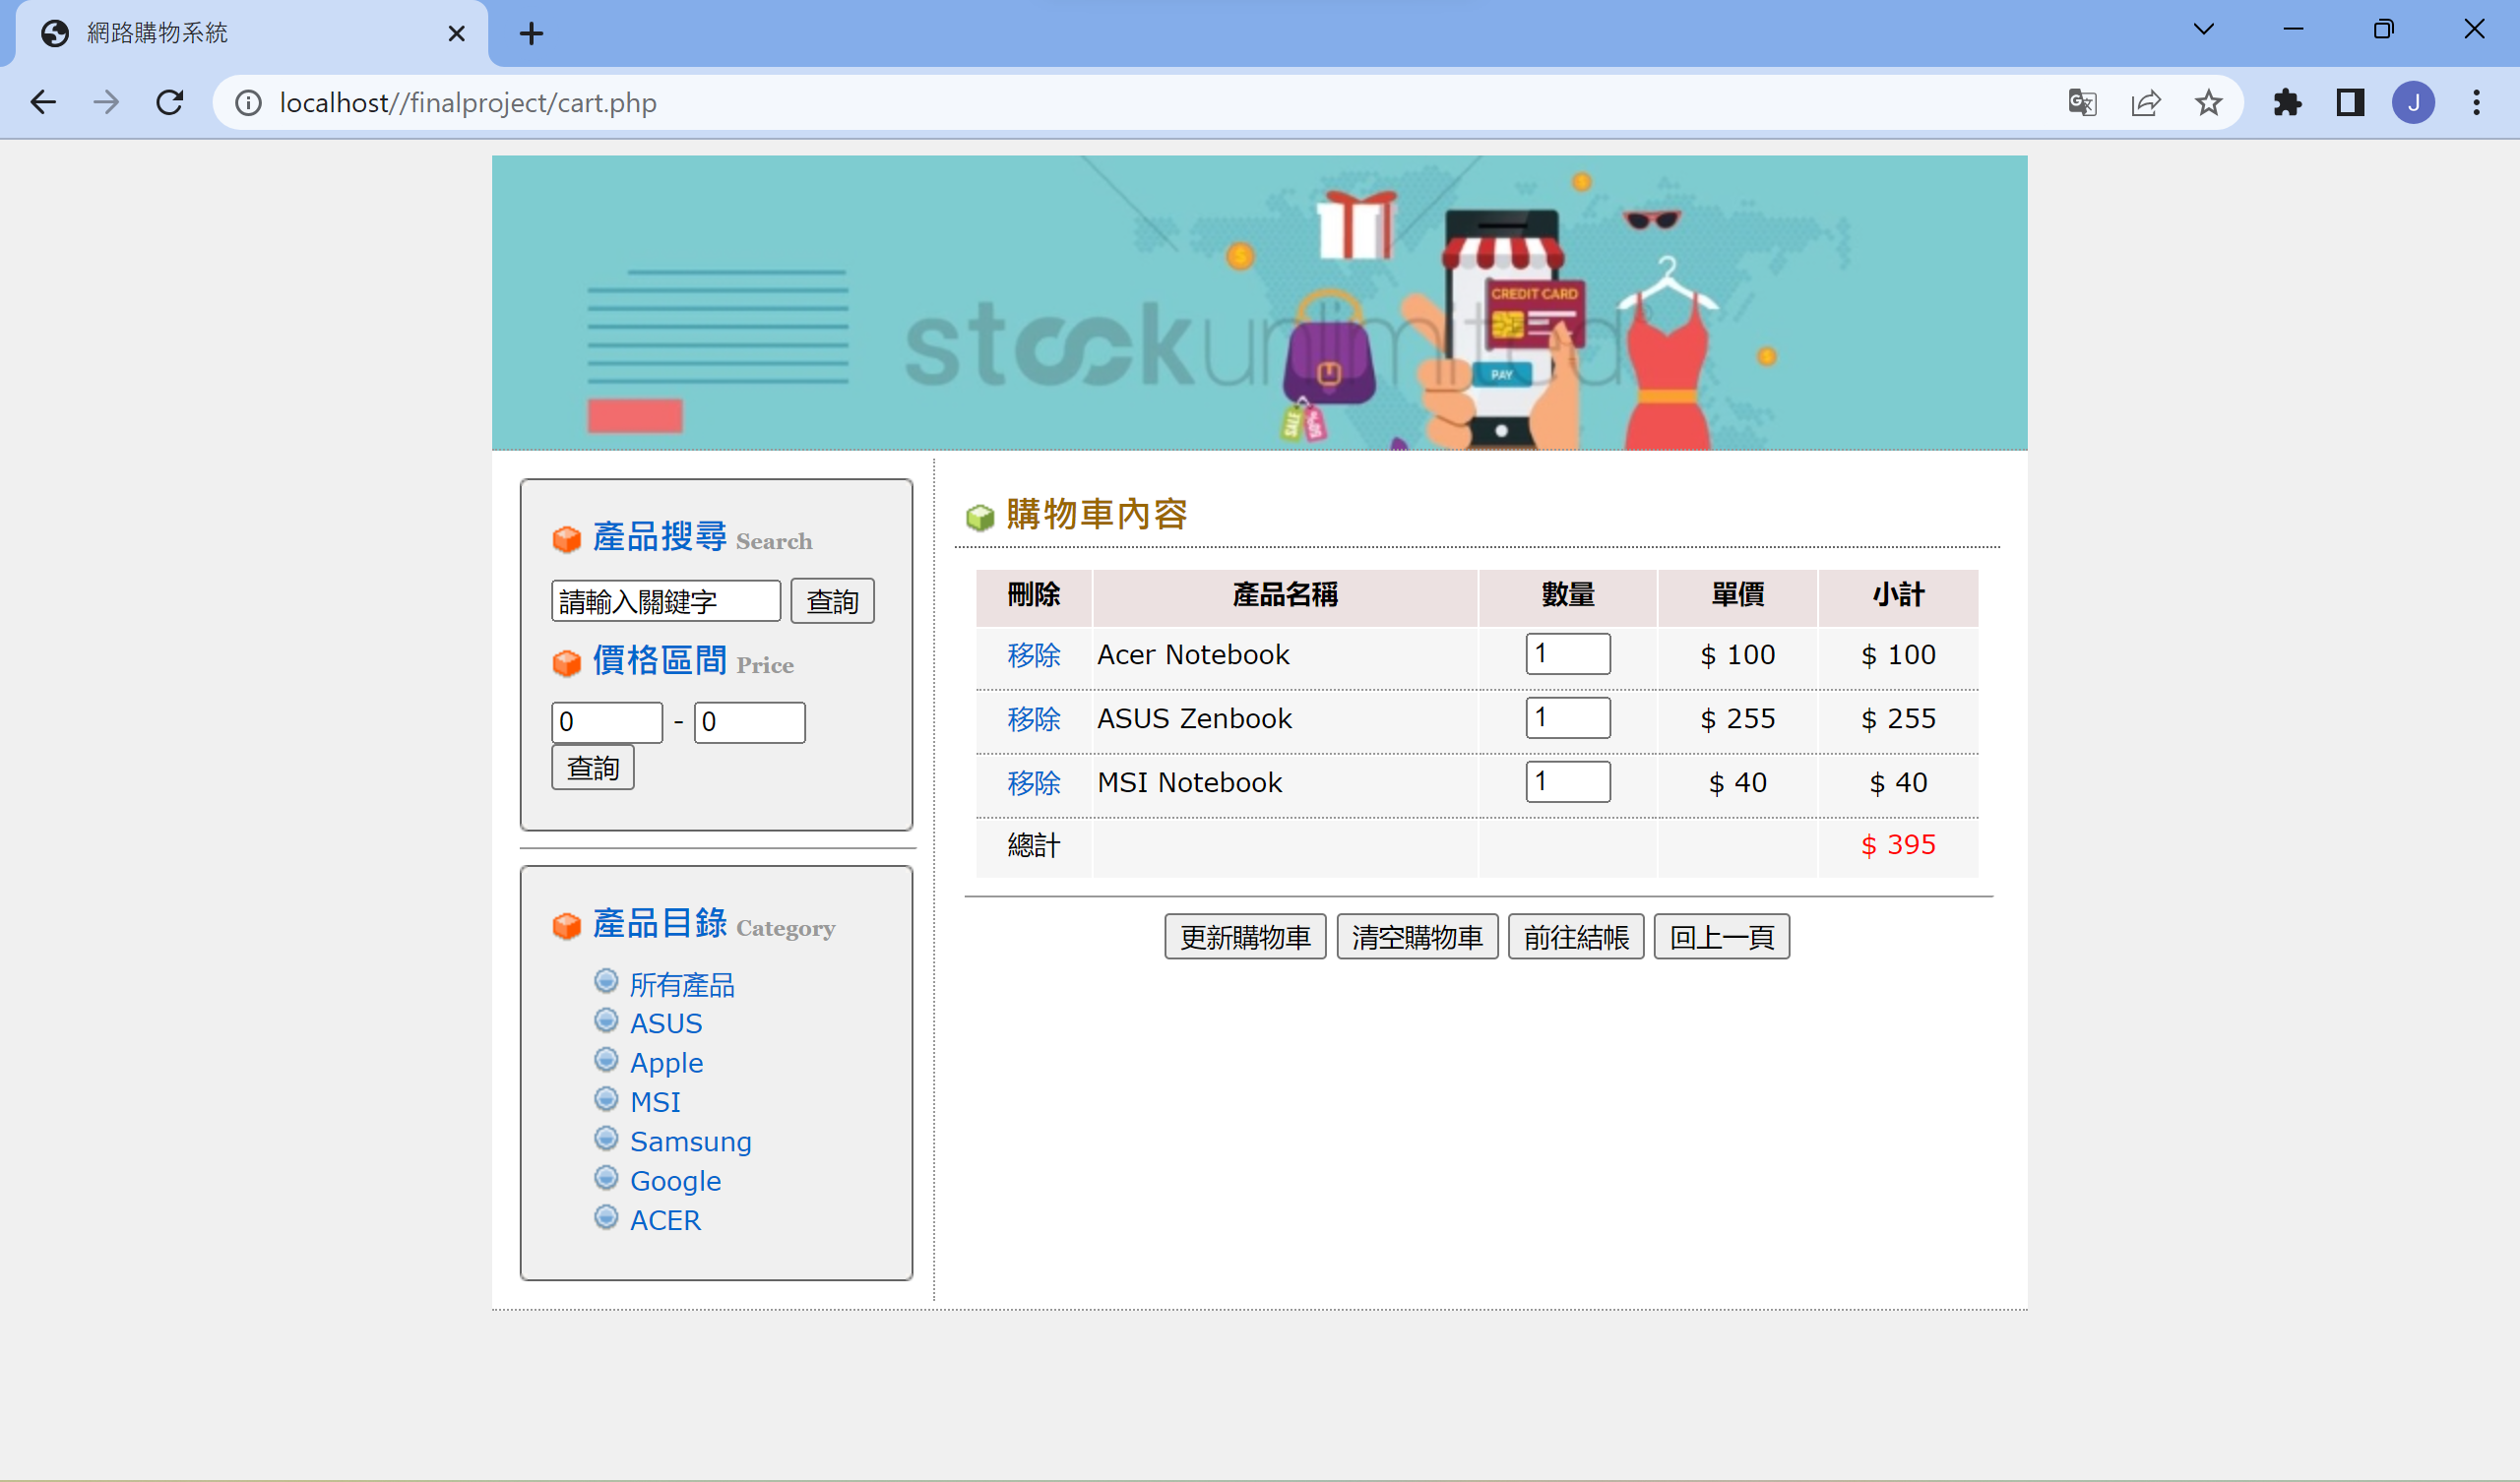 網路購物系統
localhost//finalproject/cart.php
J
CREDIT CARD
stockunlimited
PAY
SALE
產品搜尋 Search
請輸入關鍵字 查詢
價格區間 Price
0 - 0
查詢
產品目錄 Category
所有產品
ASUS
Apple
MSI
Samsung
Google
ACER
購物車內容
刪除 產品名稱 數量 單價 小計
移除 Acer Notebook 1 $ 100 $ 100
移除 ASUS Zenbook 1 $ 255 $ 255
移除 MSI Notebook 1 $ 40 $ 40
總計 $ 395
更新購物車 清空購物車 前往結帳 回上一頁